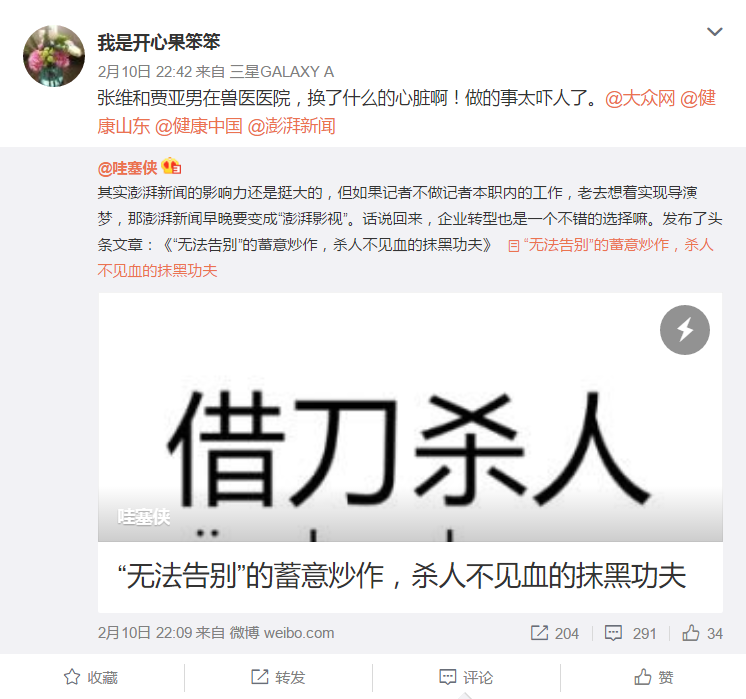 我是开心果笨笨
2月10日 22:42 来自 三星GALAXY A
张维和贾亚男在兽医医院，换了什么的心脏啊！做的事太吓人了。@大众网 @健
康山东 @健康中国 @澎湃新闻
@哇塞侠
其实澎湃新闻的影响力还是挺大的，但如果记者不做记者本职内的工作，老去想着实现导演
梦，那澎湃新闻早晚要变成“澎湃影视”。话说回来，企业转型也是一个不错的选择嘛。发布了头
条文章：《“无法告别”的蓄意炒作，杀人不见血的抹黑功夫》 “无法告别”的蓄意炒作，杀人
不见血的抹黑功夫
借刀杀人
哇塞侠
“无法告别”的蓄意炒作，杀人不见血的抹黑功夫
2月10日 22:09 来自 微博 weibo.com 204 291 34
收藏 转发 评论 赞